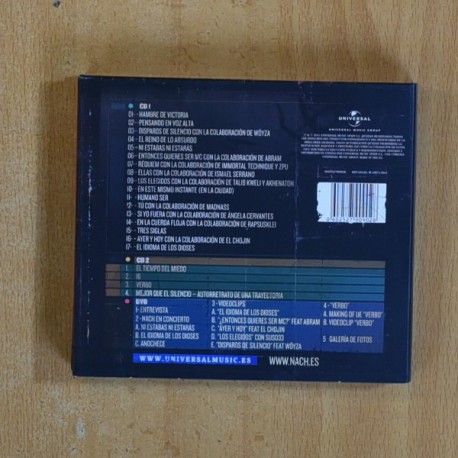 CD 1
01 - HAMBRE DE VICTORIA
02 - PENSANDO EN VOZ ALTA
03 - DISPAROS DE SILENCIO CON LA COLABORACIÓN DE WÖYZA
04 - EL REINO DE LO ABSURDO
05 - NI ESTABAS NI ESTARÁS
06 - ENTONCES QUIERES SER MC CON LA COLABORACIÓN DE ABRAM
07 - RÉQUIEM CON LA COLABORACIÓN DE IMMORTAL TECHNIQUE Y ZPU
08 - ELLAS CON LA COLABORACIÓN DE ISMAEL SERRANO
09 - LOS ELEGIDOS CON LA COLABORACIÓN DE TALIB KWELI Y AKHENATON
10 - EN ESTE MISMO INSTANTE (EN LA CIUDAD)
11 - HUMANO SER
12 - TÚ CON LA COLABORACIÓN DE MADNASS
13 - SI YO FUERA CON LA COLABORACIÓN DE ÁNGELA CERVANTES
14 - EN LA CUERDA FLOJA CON LA COLABORACIÓN DE RAPSUSKLEI
15 - TRES SIGLAS
16 - AYER Y HOY CON LA COLABORACIÓN DE EL CHOJIN
17 - EL IDIOMA DE LOS DIOSES
UNIVERSAL
UNIVERSAL MUSIC GROUP
CD 2
1. EL TIEMPO DEL MIEDO
2.
3. VERBO
4. MEJOR QUE EL SILENCIO - AUTORRETRATO DE UNA TRAYECTORIA
DVD
1- ENTREVISTA
2 - NACH EN CONCIERTO
A. NI ESTABAS NI ESTARÁS
B. EL IDIOMA DE LOS DIOSES
C. ANOCHECE
3 - VIDEOCLIPS
A. "EL IDIOMA DE LOS DIOSES"
B. "¿ENTONCES QUIERES SER MC?" FEAT ABRAM
C. "AYER Y HOY" FEAT EL CHOJIN
D. "LOS ELEGIDOS" CON SUSO33
E. "DISPAROS DE SILENCIO" FEAT WÖYZA
4 - "VERBO"
A. MAKING OF DE "VERBO"
B. VIDEOCLIP "VERBO"
5 GALERÍA DE FOTOS
WWW.UNIVERSALMUSIC.ES
WWW.NACH.ES